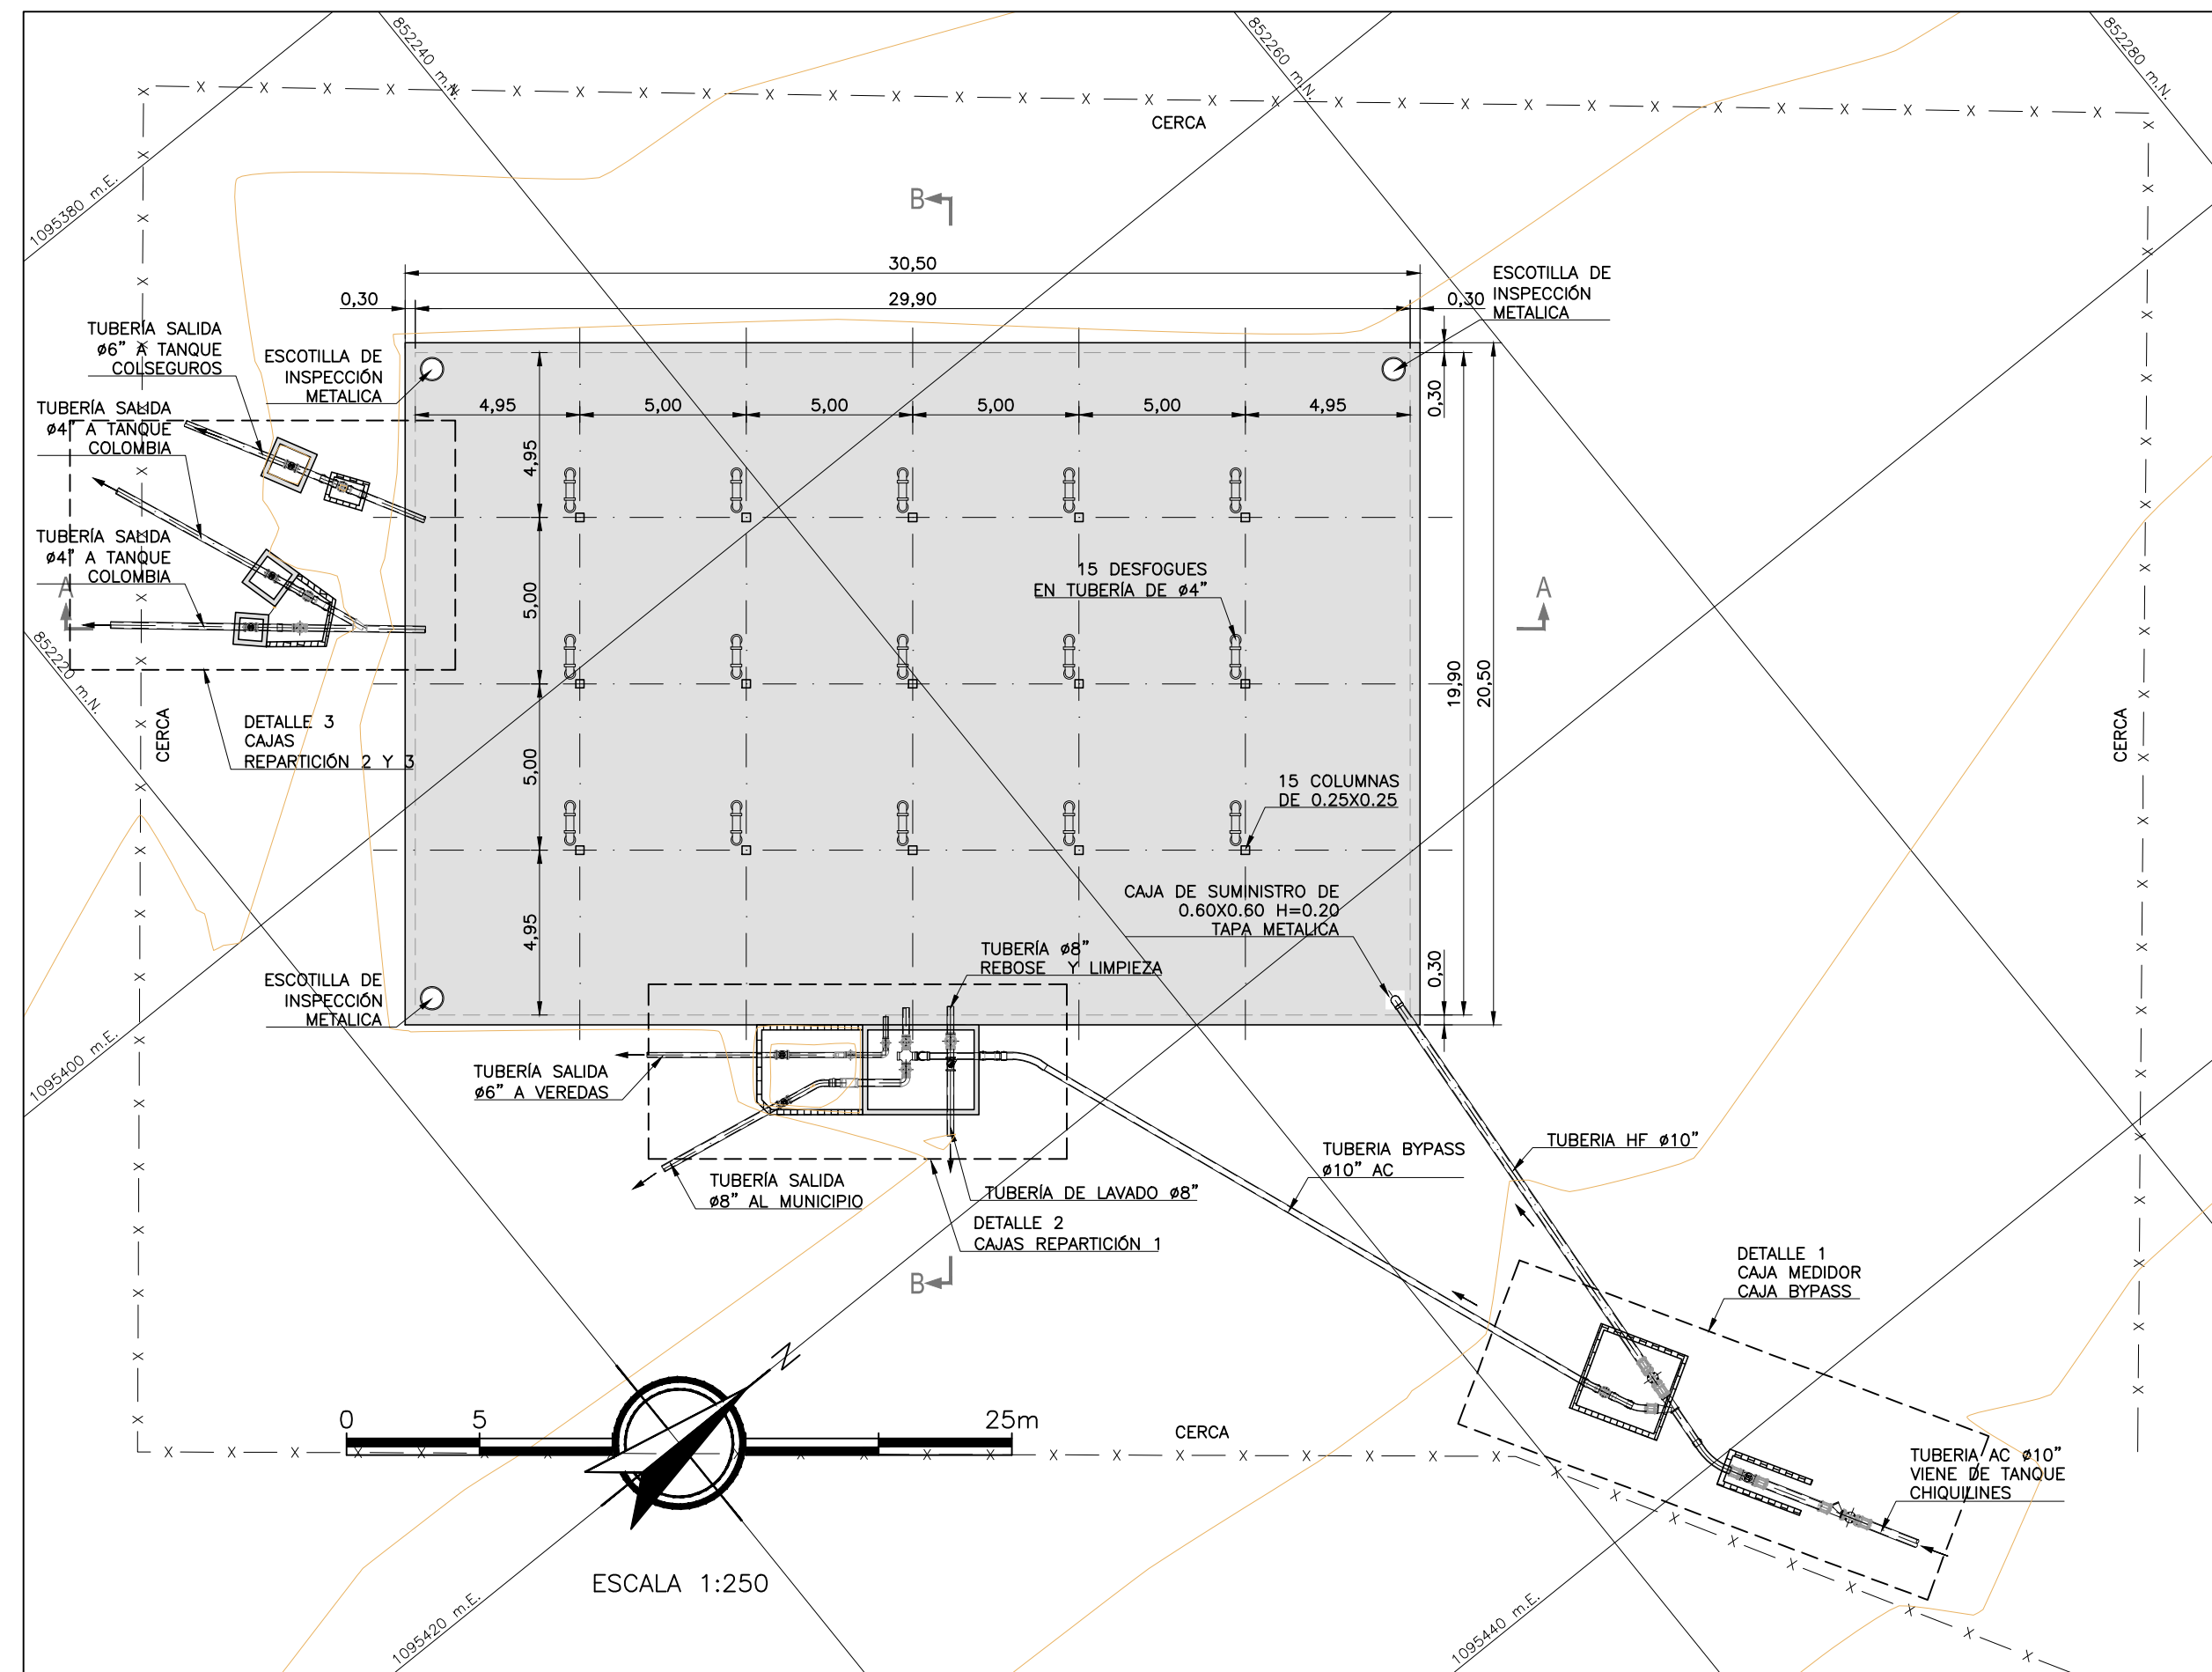 852240 m.N.
852260 m.N.
852280 m.N.
CERCA
1095380 m.E.
B
30,50
ESCOTILLA DE
INSPECCIÓN
METALICA
0,30
29,90
0,30
TUBERÍA SALIDA
ø6” A TANQUE
COLSEGUROS
ESCOTILLA DE
INSPECCIÓN
METALICA
0,30
TUBERÍA SALIDA
ø4” A TANQUE
COLOMBIA
4,95
5,00
5,00
5,00
5,00
4,95
4,95
TUBERÍA SALIDA
ø4” A TANQUE
COLOMBIA
15 DESFOGUES
EN TUBERÍA DE ø4”
A
A
5,00
852220 m.N.
19,90
20,50
DETALLE 3
CAJAS
REPARTICIÓN 2 Y 3
CERCA
CERCA
5,00
15 COLUMNAS
DE 0.25X0.25
CAJA DE SUMINISTRO DE
0.60X0.60 H=0.20
TAPA METALICA
4,95
TUBERÍA ø8”
REBOSE Y LIMPIEZA
0,30
ESCOTILLA DE
INSPECCIÓN
METALICA
1095400 m.E.
TUBERÍA SALIDA
ø6” A VEREDAS
TUBERIA BYPASS
ø10” AC
TUBERIA HF ø10”
TUBERÍA SALIDA
ø8” AL MUNICIPIO
TUBERÍA DE LAVADO ø8”
DETALLE 2
CAJAS REPARTICIÓN 1
B
DETALLE 1
CAJA MEDIDOR
CAJA BYPASS
N
0
5
25m
CERCA
TUBERIA AC ø10”
VIENE DE TANQUE
CHIQUILINES
ESCALA 1:250
1095420 m.E.
1095440 m.E.